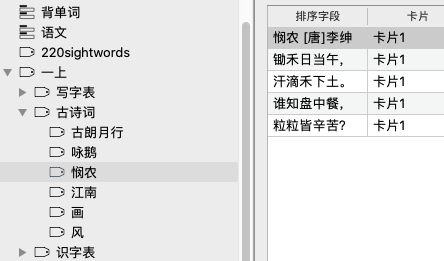 背单词
语文
220sightwords
一上
写字表
古诗词
古朗月行
咏鹅
悯农
江南
画
风
识字表
排序字段 卡片
悯农 [唐]李绅 卡片1
锄禾日当午， 卡片1
汗滴禾下土。 卡片1
谁知盘中餐， 卡片1
粒粒皆辛苦？ 卡片1